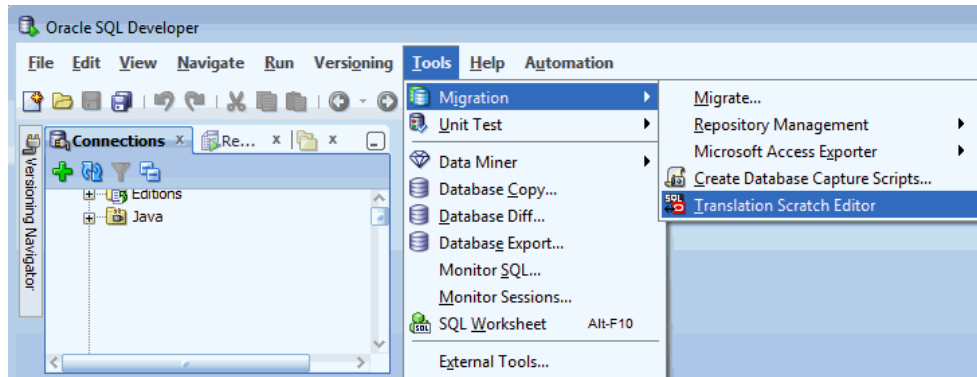 Oracle SQL Developer
File Edit View Navigate Run Versioning Tools Help Automation
Connections x Re... x x
Versioning Navigator
Editions
Java
Migration
Unit Test
Data Miner
Database Copy...
Database Diff...
Database Export...
Monitor SQL...
Monitor Sessions...
SQL Worksheet Alt-F10
External Tools...
Migrate...
Repository Management
Microsoft Access Exporter
Create Database Capture Scripts...
SQL Translation Scratch Editor